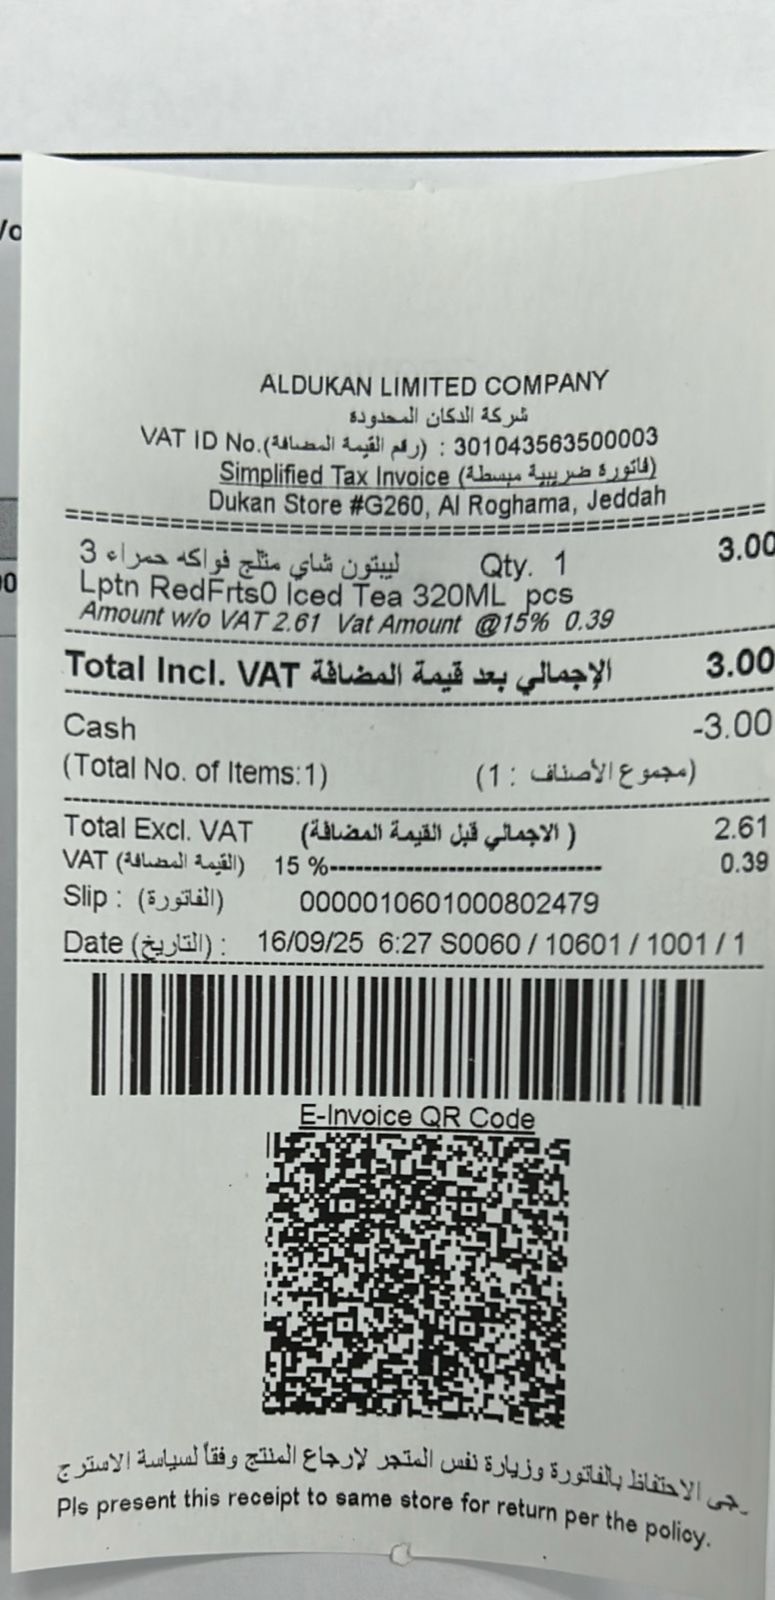 ALDUKAN LIMITED COMPANY
شركة الدكان المحدودة
VAT ID No.(رقم القيمة المضافة) : 301043563500003
Simplified Tax Invoice (فاتورة ضريبية مبسطة)
Dukan Store #G260, Al Roghama, Jeddah
ليبتون شاي مثلج فواكه حمراء 3 Qty. 1 3.00
Lptn RedFrts0 Iced Tea 320ML pcs
Amount w/o VAT 2.61 Vat Amount @15% 0.39
Total Incl. VAT الإجمالي بعد قيمة المضافة 3.00
Cash -3.00
(Total No. of Items:1) (مجموع الأصناف : 1)
Total Excl. VAT (الاجمالي قبل القيمة المضافة ) 2.61
VAT (القيمة المضافة) 15 %------------------------------ 0.39
Slip : (الفاتورة) 0000010601000802479
Date (التاريخ) : 16/09/25 6:27 S0060 / 10601 / 1001 / 1
E-Invoice QR Code
جى الاحتفاظ بالفاتورة وزيارة نفس المتجر لإرجاع المنتج وفقاً لسياسة الاسترج
Pls present this receipt to same store for return per the policy.